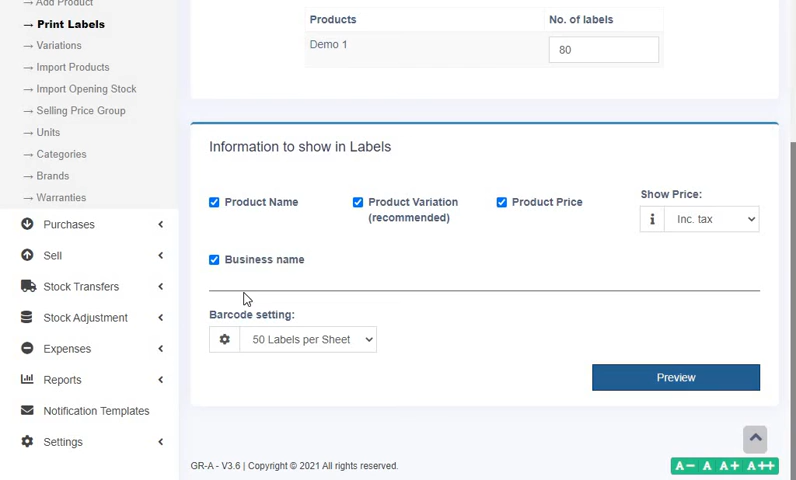 → Add Product
→ Print Labels
→ Variations
→ Import Products
→ Import Opening Stock
→ Selling Price Group
→ Units
→ Categories
→ Brands
→ Warranties
Purchases
Sell
Stock Transfers
Stock Adjustment
Expenses
Reports
Notification Templates
Settings
Products No. of labels
Demo 1 80
Information to show in Labels
Product Name Product Variation Product Price Show Price:
(recommended) Inc. tax
Business name
Barcode setting:
50 Labels per Sheet
Preview
GR-A - V3.6 | Copyright © 2021 All rights reserved.
A- A A+ A++